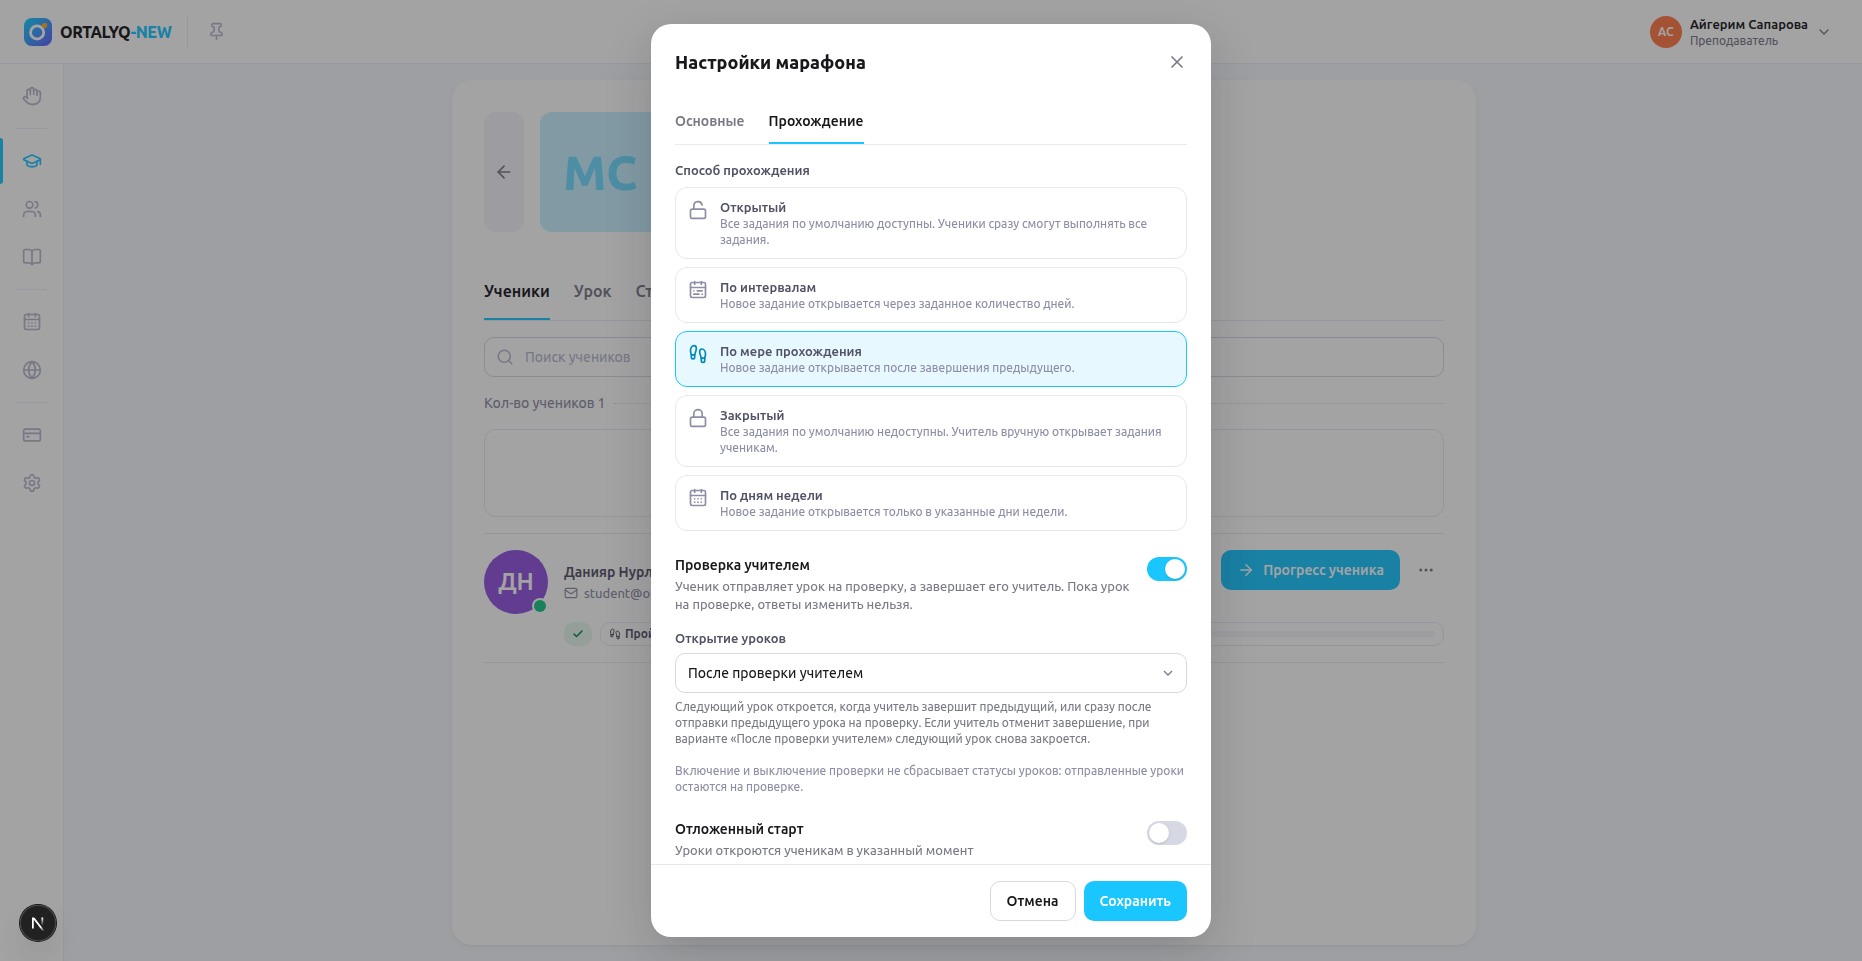 ORTALYQ-NEW
АС
Айгерим Сапарова
Преподаватель
МС
Ученики
Урок
Поиск учеников
Кол-во учеников 1
ДН
Данияр Нурл
student@o
Прой
Прогресс ученика
N
Настройки марафона
Основные
Прохождение
Способ прохождения
Открытый
Все задания по умолчанию доступны. Ученики сразу смогут выполнять все
задания.
По интервалам
Новое задание открывается через заданное количество дней.
По мере прохождения
Новое задание открывается после завершения предыдущего.
Закрытый
Все задания по умолчанию недоступны. Учитель вручную открывает задания
ученикам.
По дням недели
Новое задание открывается только в указанные дни недели.
Проверка учителем
Ученик отправляет урок на проверку, а завершает его учитель. Пока урок
на проверке, ответы изменить нельзя.
Открытие уроков
После проверки учителем
Следующий урок откроется, когда учитель завершит предыдущий, или сразу после
отправки предыдущего урока на проверку. Если учитель отменит завершение, при
варианте «После проверки учителем» следующий урок снова закроется.
Включение и выключение проверки не сбрасывает статусы уроков: отправленные уроки
остаются на проверке.
Отложенный старт
Уроки откроются ученикам в указанный момент
Отмена
Сохранить